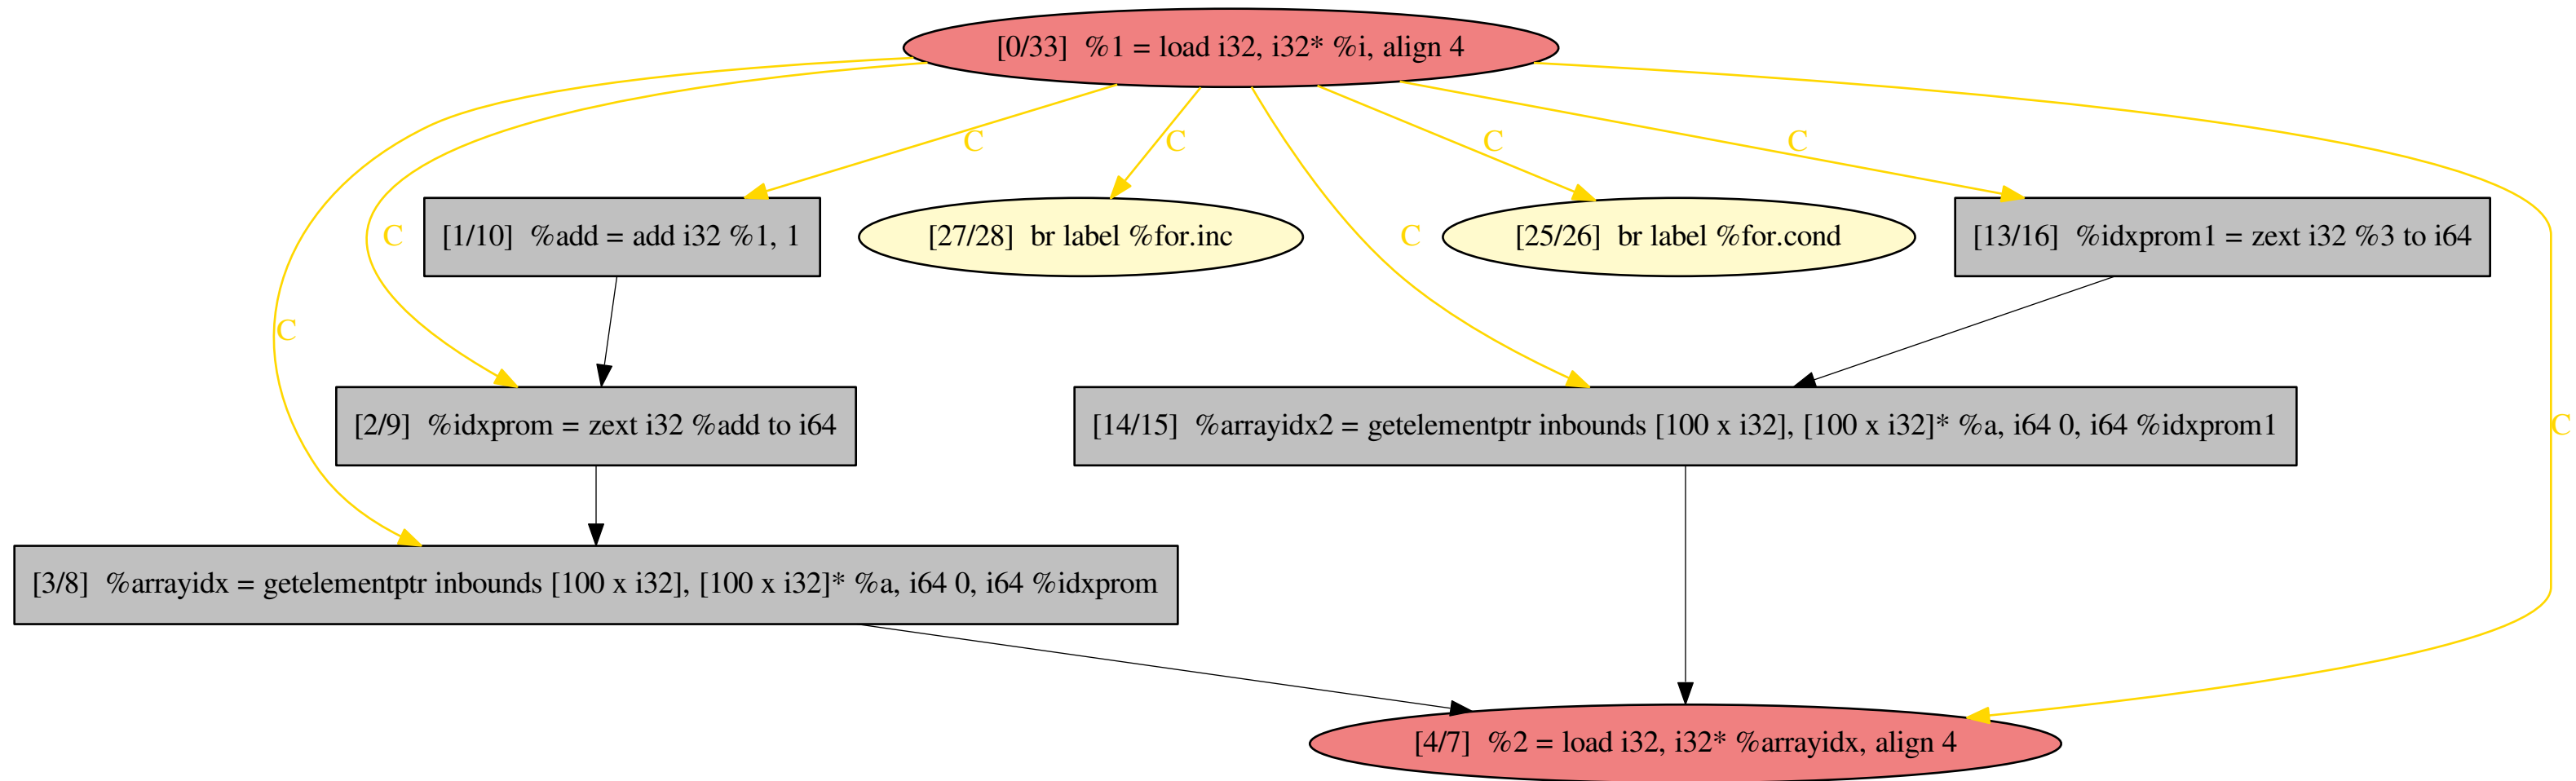 [0/33]  %1 = load i32, i32* %i, align 4
C
C
C
C
[1/10]  %add = add i32 %1, 1
[27/28]  br label %for.inc
[25/26]  br label %for.cond
[13/16]  %idxprom1 = zext i32 %3 to i64
C
C
C
[2/9]  %idxprom = zext i32 %add to i64
[14/15]  %arrayidx2 = getelementptr inbounds [100 x i32], [100 x i32]* %a, i64 0, i64 %idxprom1
C
[3/8]  %arrayidx = getelementptr inbounds [100 x i32], [100 x i32]* %a, i64 0, i64 %idxprom
[4/7]  %2 = load i32, i32* %arrayidx, align 4